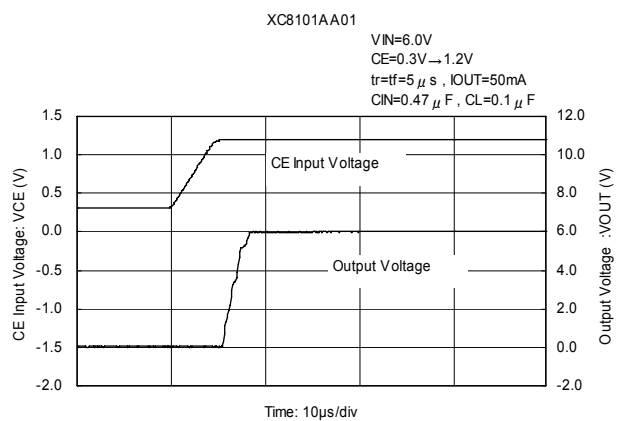 XC8101AA01
VIN=6.0V
CE=0.3V→1.2V
tr=tf=5 μ s , IOUT=50mA
CIN=0.47 μ F , CL=0.1 μ F
1.5
1.0
0.5
0.0
-0.5
-1.0
-1.5
-2.0
CE Input Voltage: VCE (V)
CE Input Voltage
Output Voltage
12.0
10.0
8.0
6.0
4.0
2.0
0.0
-2.0
Output Voltage :VOUT (V)
Time: 10μs/div